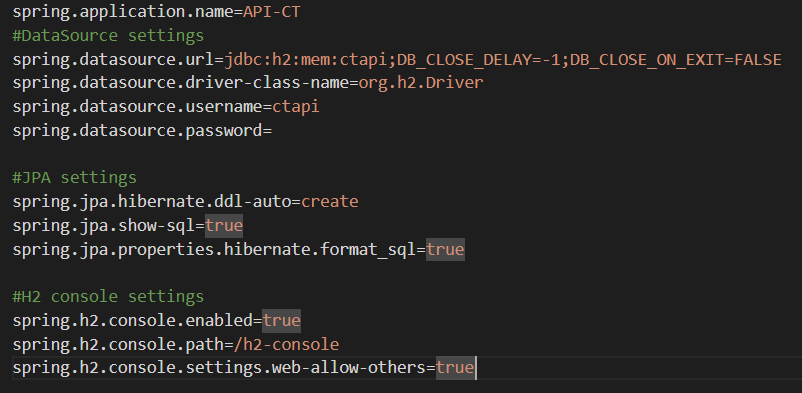 spring.application.name=API-CT
#DataSource settings
spring.datasource.url=jdbc:h2:mem:ctapi;DB_CLOSE_DELAY=-1;DB_CLOSE_ON_EXIT=FALSE
spring.datasource.driver-class-name=org.h2.Driver
spring.datasource.username=ctapi
spring.datasource.password=
#JPA settings
spring.jpa.hibernate.ddl-auto=create
spring.jpa.show-sql=true
spring.jpa.properties.hibernate.format_sql=true
#H2 console settings
spring.h2.console.enabled=true
spring.h2.console.path=/h2-console
spring.h2.console.settings.web-allow-others=true